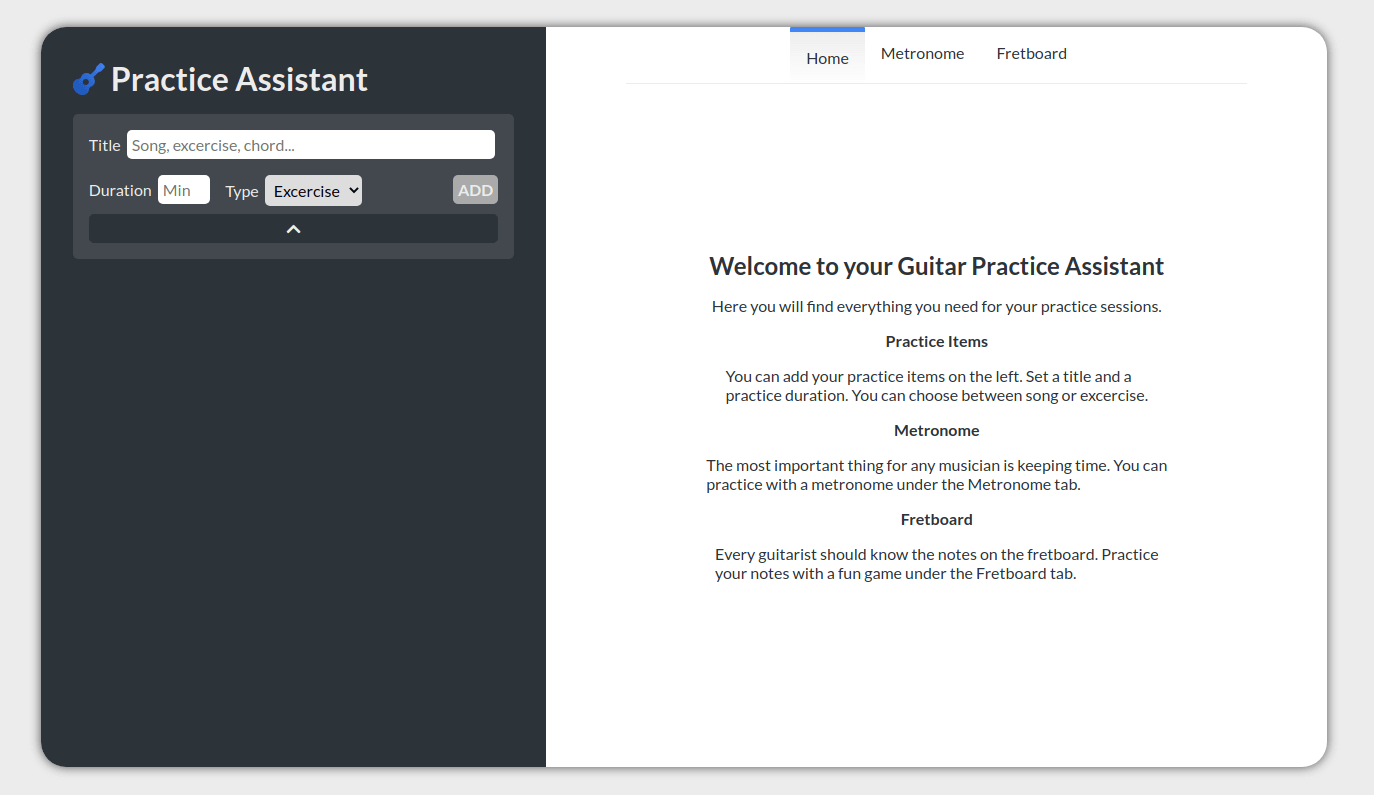 Practice Assistant
Title Song, excercise, chord...
Duration Min Type Excercise ADD
Home Metronome Fretboard
Welcome to your Guitar Practice Assistant
Here you will find everything you need for your practice sessions.
Practice Items
You can add your practice items on the left. Set a title and a
practice duration. You can choose between song or excercise.
Metronome
The most important thing for any musician is keeping time. You can
practice with a metronome under the Metronome tab.
Fretboard
Every guitarist should know the notes on the fretboard. Practice
your notes with a fun game under the Fretboard tab.